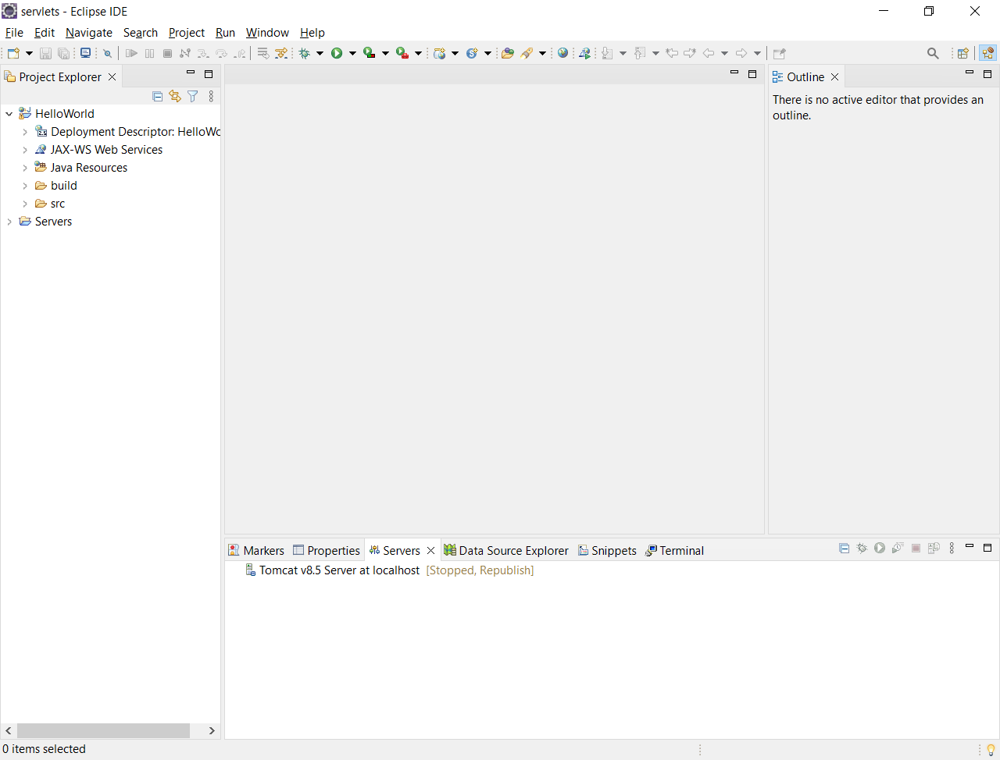 servlets - Eclipse IDE
File Edit Navigate Search Project Run Window Help
Project Explorer
HelloWorld
Deployment Descriptor: HelloWo
JAX-WS Web Services
Java Resources
build
src
Servers
Outline
There is no active editor that provides an
outline.
Markers Properties Servers Data Source Explorer Snippets Terminal
Tomcat v8.5 Server at localhost [Stopped, Republish]
0 items selected